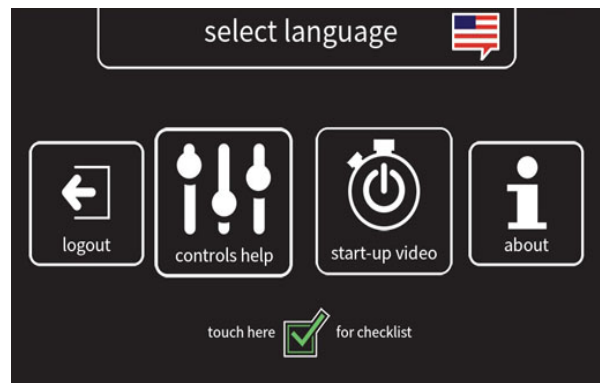 select language
logout
controls help
start-up video
about
touch here
for checklist